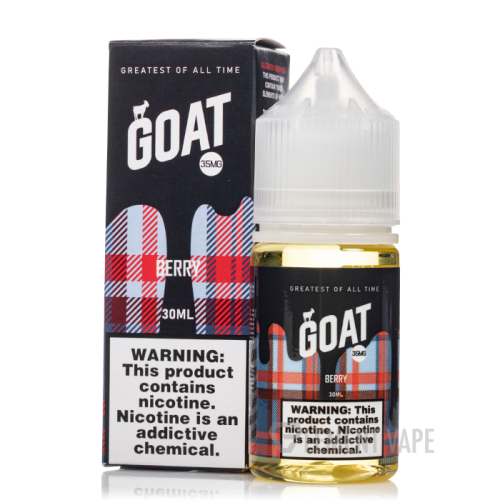 GREATEST OF ALL TIME
GOAT
35MG
BERRY
30ML
WARNING:
This product
contains
nicotine.
Nicotine is an
addictive
chemical.
GREATEST OF ALL TIME
GOAT
35MG
BERRY
30ML
WARNING: This product
contains nicotine. Nicotine
is an addictive chemical.